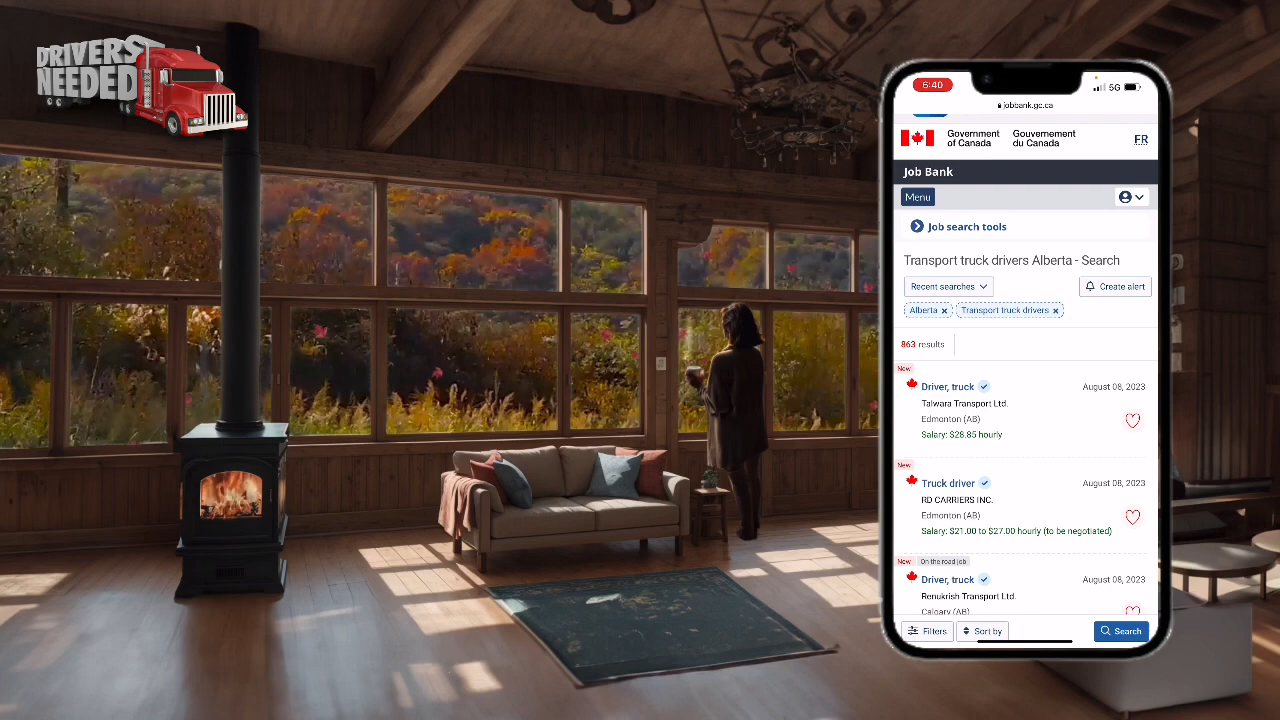 DRIVERS
NEEDED
6:40
5G
jobbank.gc.ca
Government
of Canada
Gouvernement
du Canada
FR
Job Bank
Menu
Job search tools
Transport truck drivers Alberta - Search
Recent searches
Create alert
Alberta ×
Transport truck drivers ×
863 results
New
Driver, truck
August 08, 2023
Talwara Transport Ltd.
Edmonton (AB)
Salary: $28.85 hourly
New
Truck driver
August 08, 2023
RD CARRIERS INC.
Edmonton (AB)
Salary: $21.00 to $27.00 hourly (to be negotiated)
New
On the road job
Driver, truck
August 08, 2023
Renukrish Transport Ltd.
Calgary (AB)
Filters
Sort by
Search